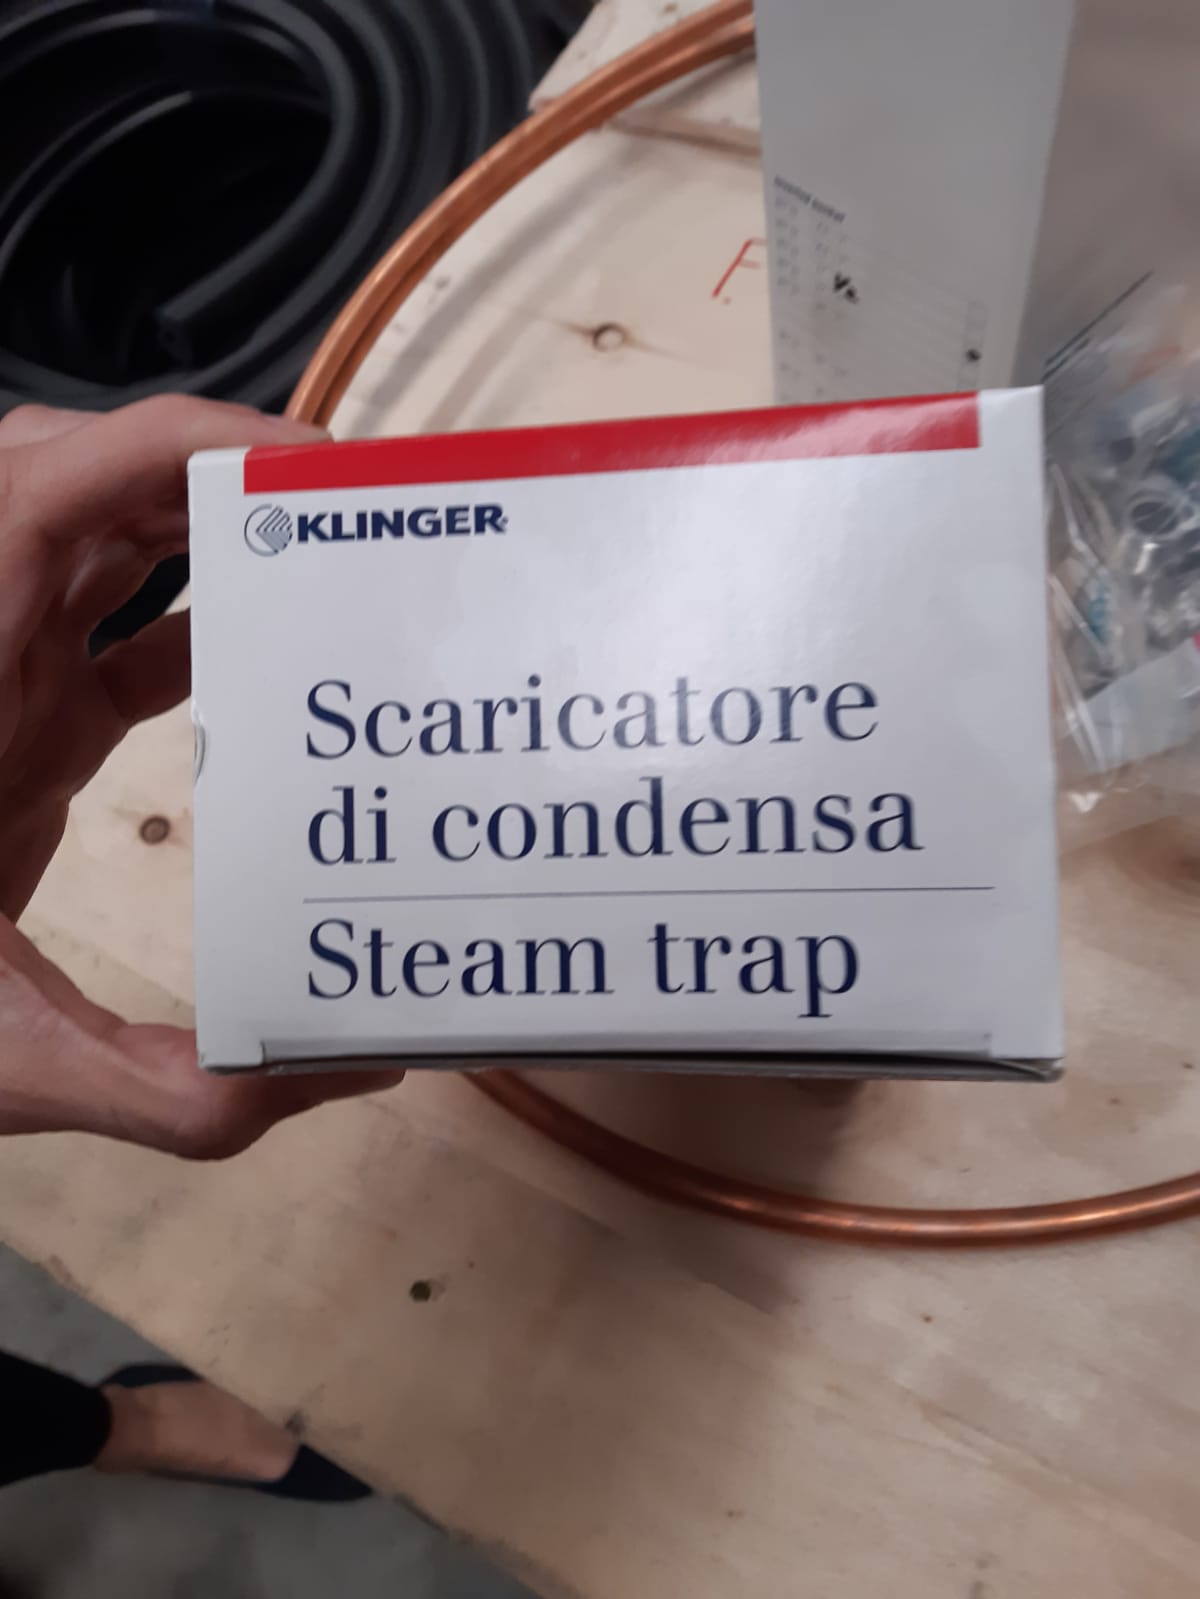 F.
KLINGER
Scaricatore
di condensa
Steam trap